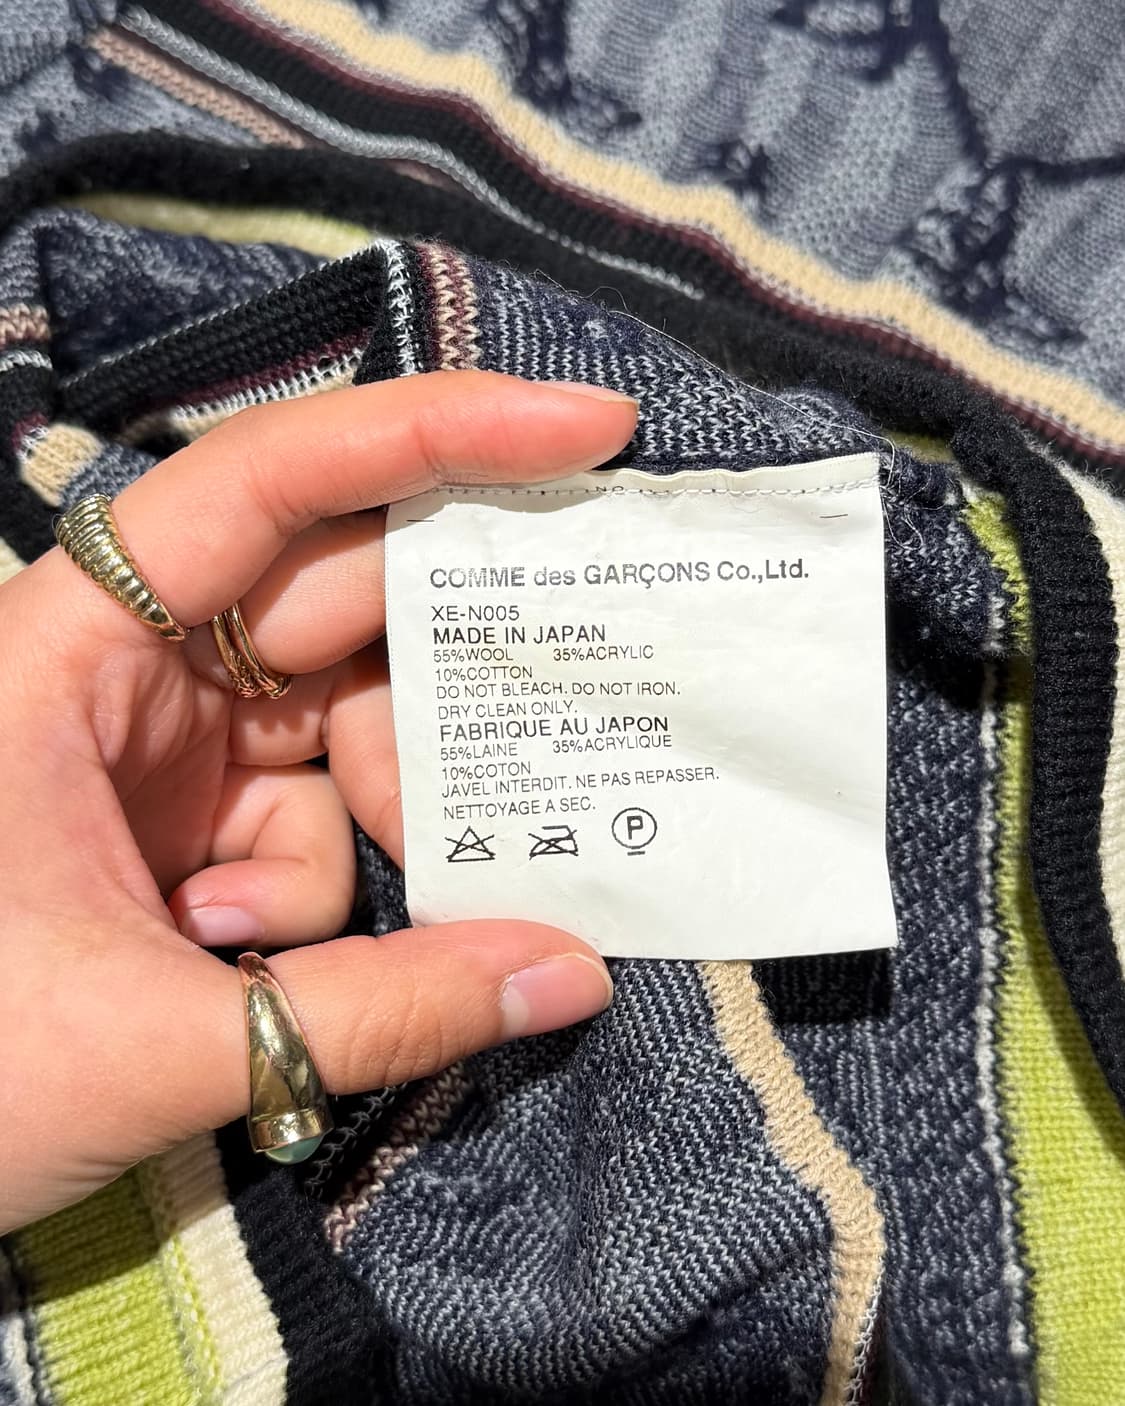 COMME des GARÇONS Co.,Ltd.
XE-N005
MADE IN JAPAN
55%WOOL 35%ACRYLIC
10%COTTON
DO NOT BLEACH. DO NOT IRON.
DRY CLEAN ONLY.
FABRIQUE AU JAPON
55%LAINE 35%ACRYLIQUE
10%COTON
JAVEL INTERDIT. NE PAS REPASSER.
NETTOYAGE A SEC.
P